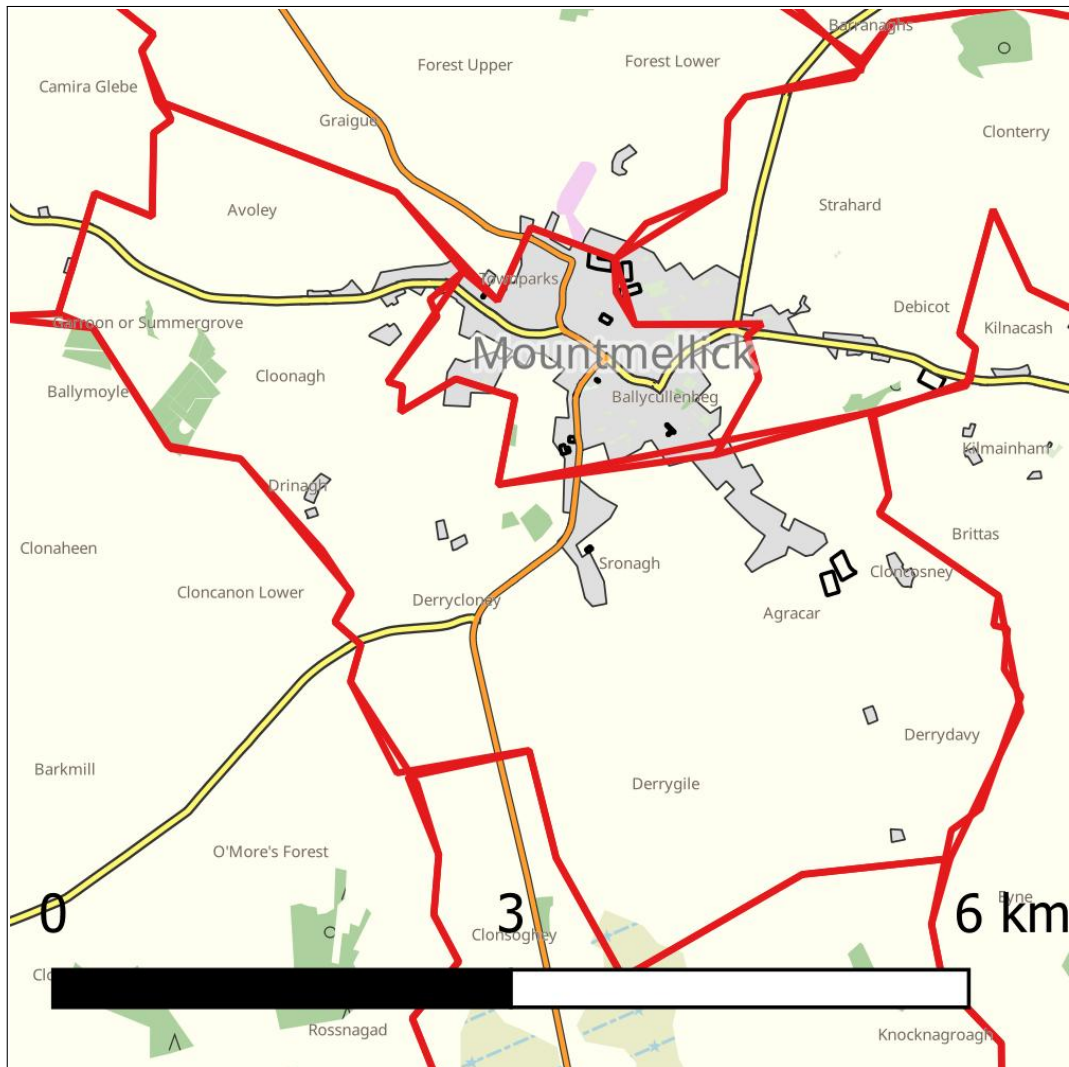 Barranaghs
Forest Upper
Forest Lower
Camira Glebe
Graigue
Clonterry
Avoley
Strahard
Townparks
Debicot
Garroon or Summergrove
Kilnacash
Mountmellick
Cloonagh
Ballymoyle
Ballycullenbeg
Kilmainham
Drinagh
Brittas
Clonaheen
Sronagh
Cloncosney
Cloncanon Lower
Derrycloney
Agracar
Derrydavy
Barkmill
Derrygile
O'More's Forest
Eyne
0 3 6 km
Clonsoghey
Rossnagad
Knocknagroagh